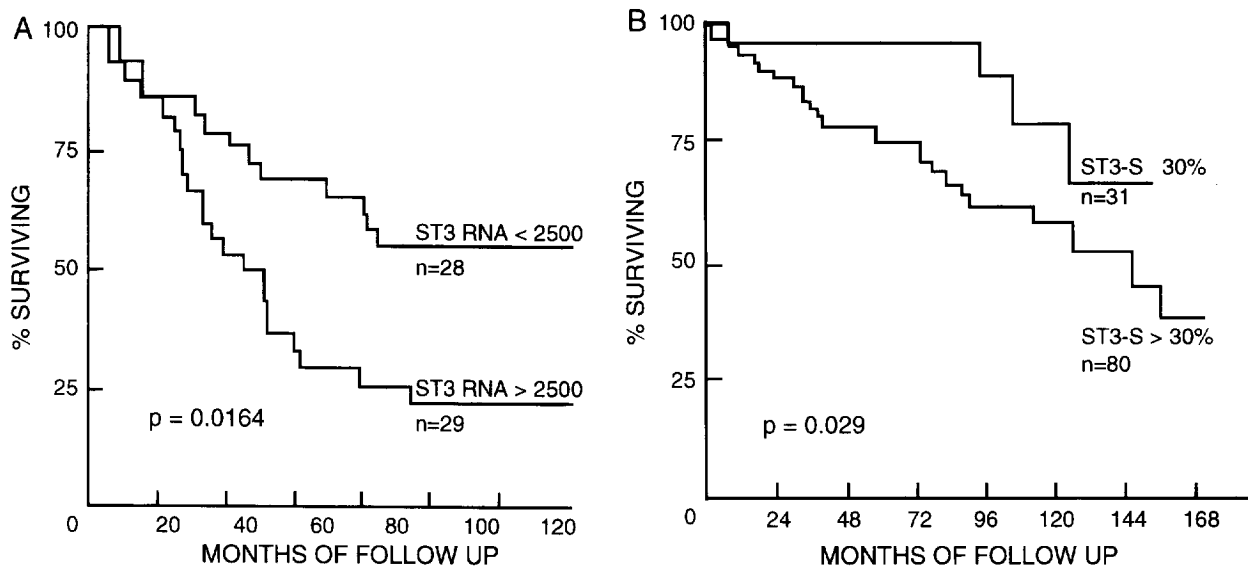 A
100
75
50
25
0
% SURVIVING
ST3 RNA < 2500
n=28
ST3 RNA > 2500
n=29
p = 0.0164
20 40 60 80 100 120
MONTHS OF FOLLOW UP
B
100
75
50
25
0
% SURVIVING
ST3-S 30%
n=31
ST3-S > 30%
n=80
p = 0.029
24 48 72 96 120 144 168
MONTHS OF FOLLOW UP